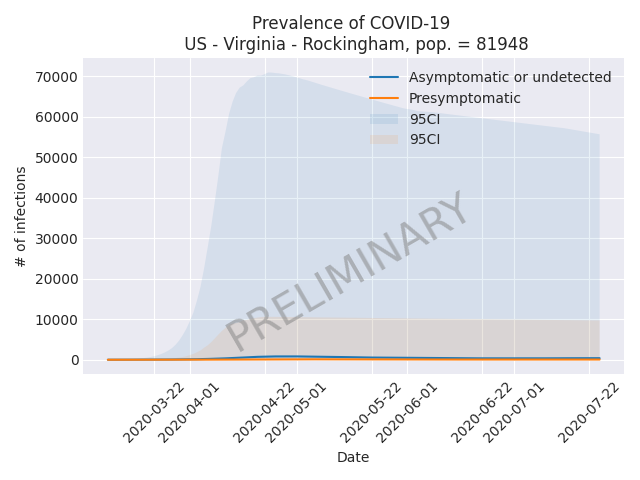 Prevalence of COVID-19
US - Virginia - Rockingham, pop. = 81948
Asymptomatic or undetected
Presymptomatic
95CI
95CI
70000
60000
50000
40000
30000
20000
10000
0
# of infections
PRELIMINARY
2020-03-22
2020-04-01
2020-04-22
2020-05-01
2020-05-22
2020-06-01
2020-06-22
2020-07-01
2020-07-22
Date